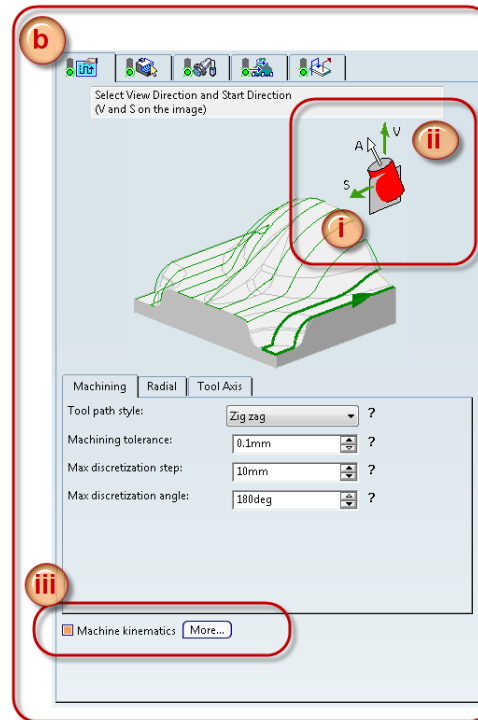 b
Select View Direction and Start Direction
(V and S on the image)
V
ii
A
S
i
Machining Radial Tool Axis
Tool path style: Zig zag ?
Machining tolerance: 0.1mm ?
Max discretization step: 10mm ?
Max discretization angle: 180deg ?
iii
Machine kinematics More...